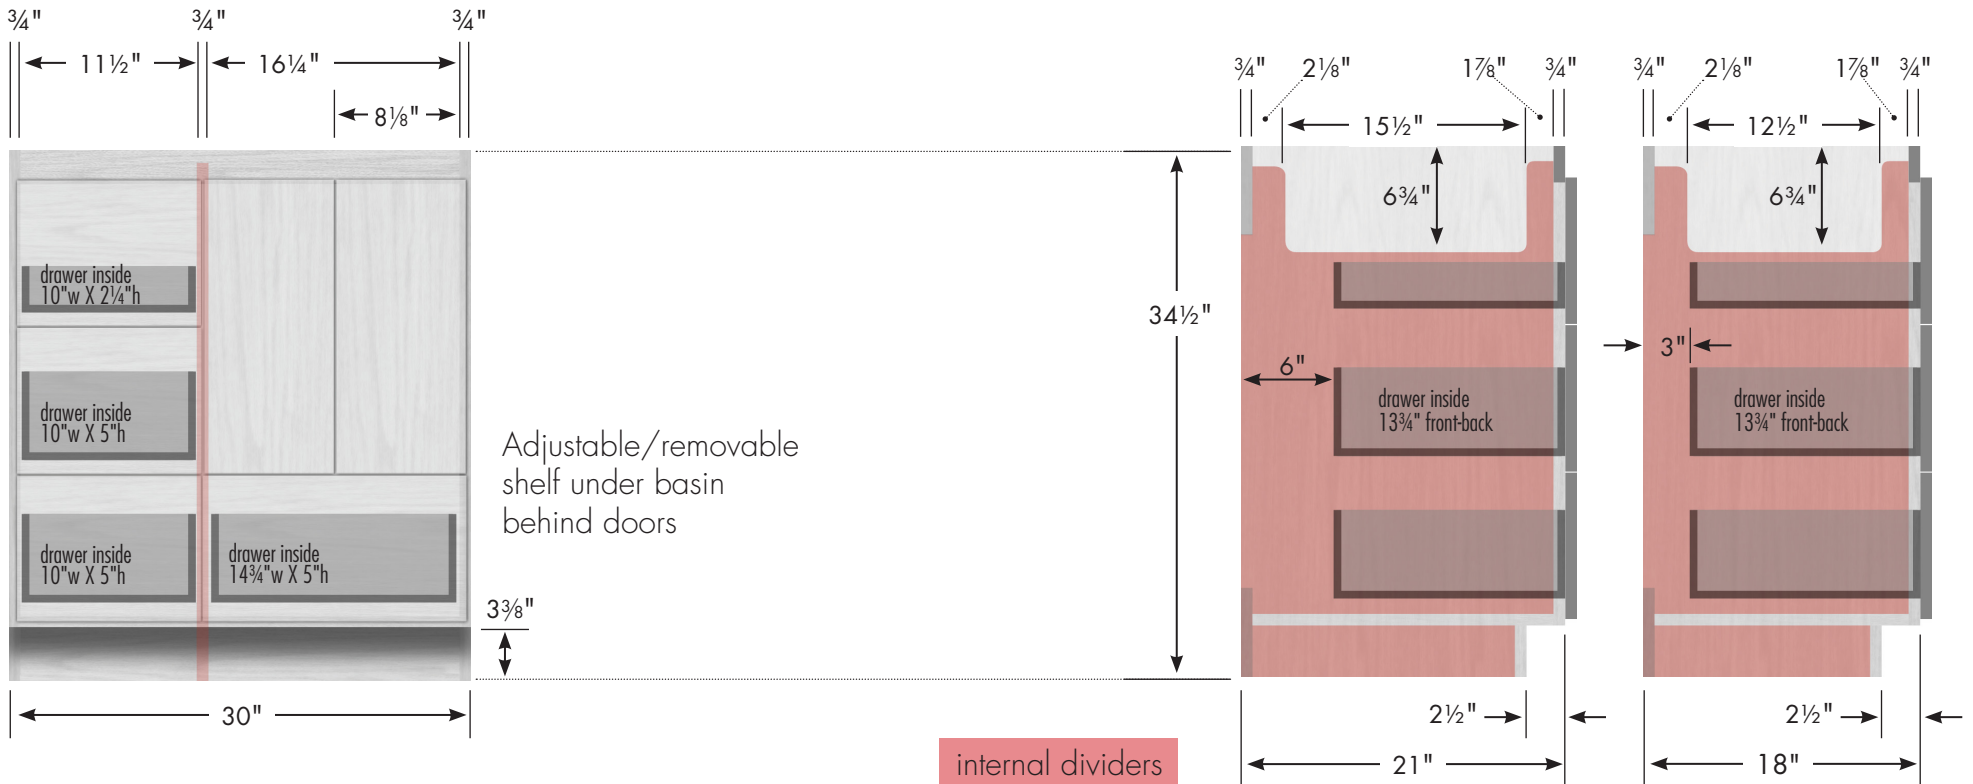 ¾" ¾" ¾"
11½" 16¼"
8⅛"
drawer inside
10"w X 2¼"h
drawer inside
10"w X 5"h
drawer inside
10"w X 5"h
drawer inside
14¾"w X 5"h
3⅜"
30"
Adjustable/removable
shelf under basin
behind doors
34½"
internal dividers
¾" 2⅛" 1⅞" ¾"
15½"
6¾"
6"
drawer inside
13¾" front-back
2½"
21"
¾" 2⅛" 1⅞" ¾"
12½"
6¾"
3"
drawer inside
13¾" front-back
2½"
18"